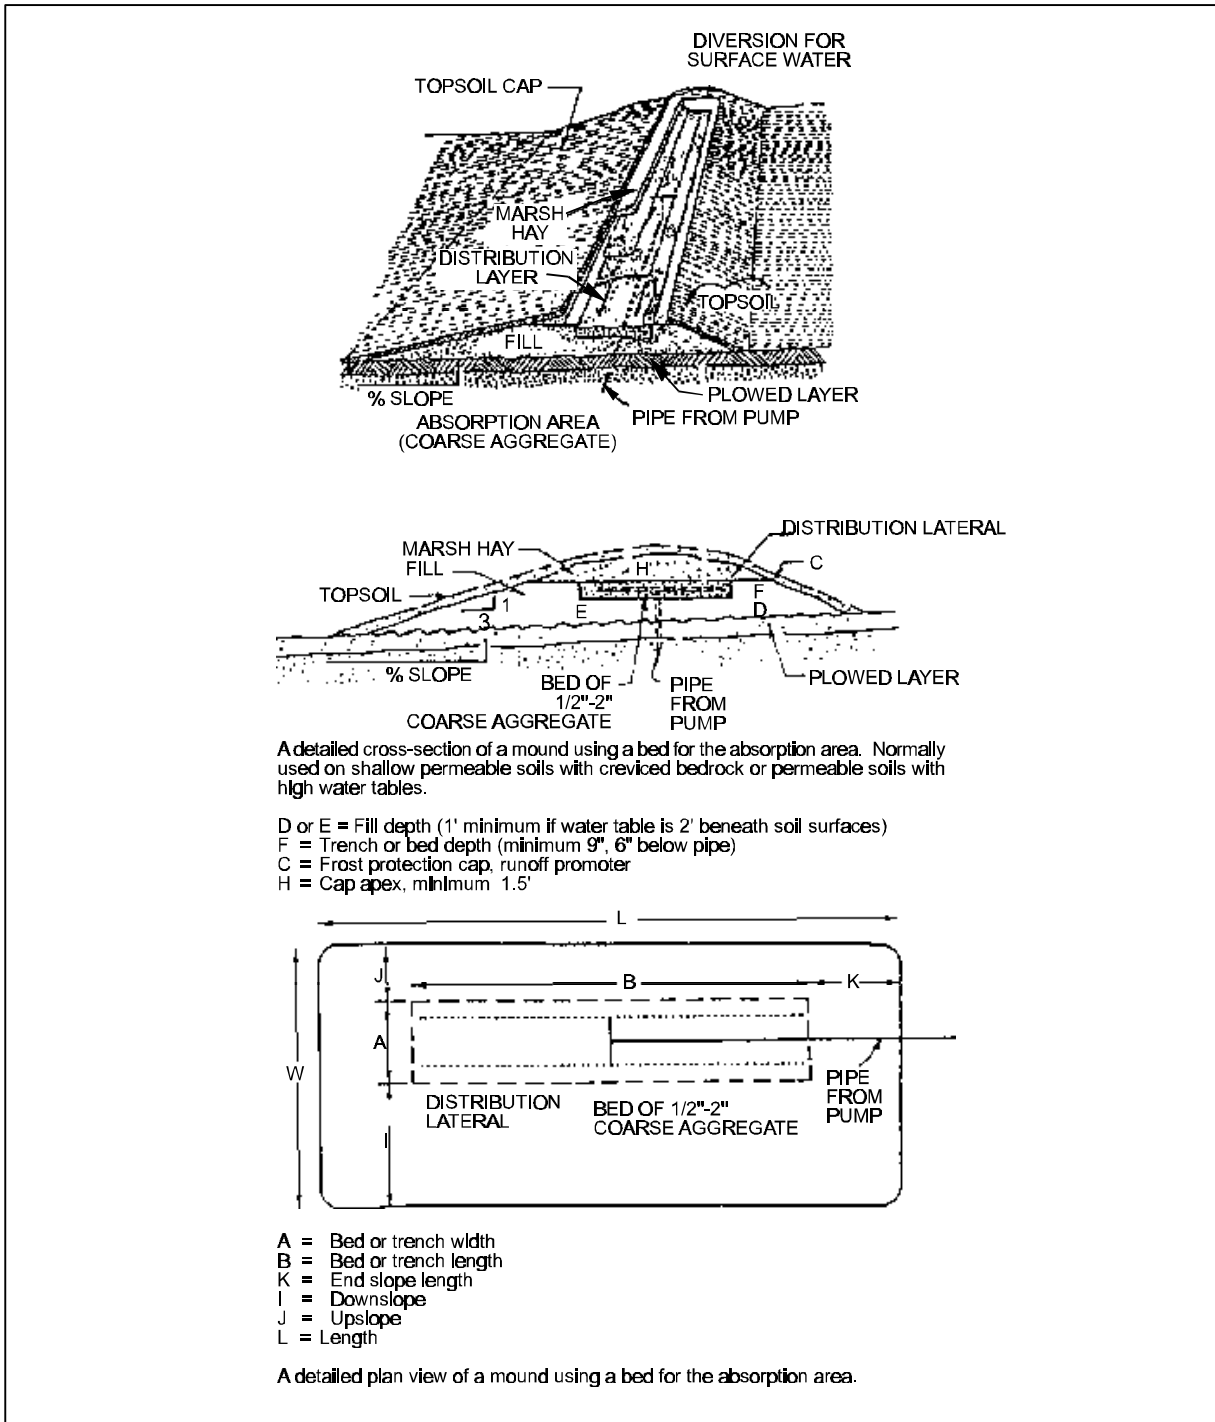 DIVERSION FOR
SURFACE WATER
TOPSOIL CAP
MARSH
HAY
DISTRIBUTION
LAYER
TOPSOIL
FILL
% SLOPE
PLOWED LAYER
PIPE FROM PUMP
ABSORPTION AREA
(COARSE AGGREGATE)
DISTRIBUTION LATERAL
MARSH HAY
FILL
H
C
TOPSOIL
F
1
E
D
3
% SLOPE
PLOWED LAYER
BED OF
1/2"-2"
COARSE AGGREGATE
PIPE
FROM
PUMP
A detailed cross-section of a mound using a bed for the absorption area. Normally
used on shallow permeable soils with creviced bedrock or permeable soils with
high water tables.
D or E = Fill depth (1' minimum if water table is 2' beneath soil surfaces)
F = Trench or bed depth (minimum 9", 6" below pipe)
C = Frost protection cap, runoff promoter
H = Cap apex, minimum 1.5'
L
J
B
K
A
W
I
DISTRIBUTION
LATERAL
BED OF 1/2"-2"
COARSE AGGREGATE
PIPE
FROM
PUMP
A = Bed or trench width
B = Bed or trench length
K = End slope length
I = Downslope
J = Upslope
L = Length
A detailed plan view of a mound using a bed for the absorption area.